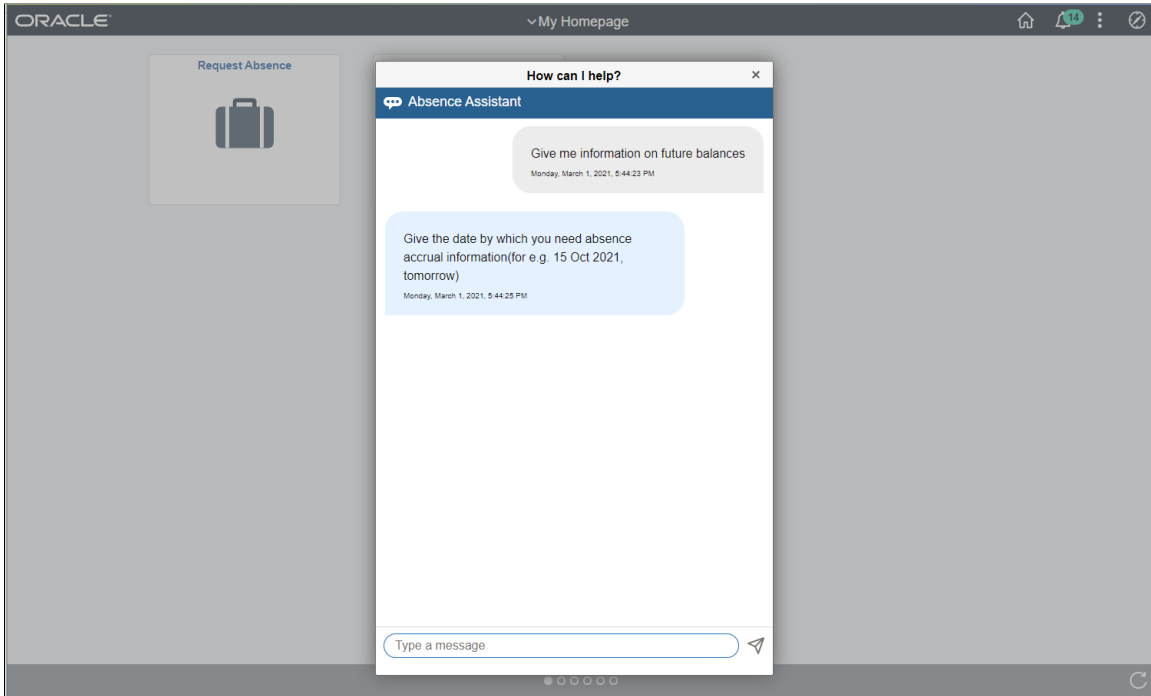 ORACLE
My Homepage
14
Request Absence
How can I help?
×
Absence Assistant
Give me information on future balances
Monday, March 1, 2021, 5:44:23 PM
Give the date by which you need absence
accrual information(for e.g. 15 Oct 2021,
tomorrow)
Monday, March 1, 2021, 5:44:25 PM
Type a message